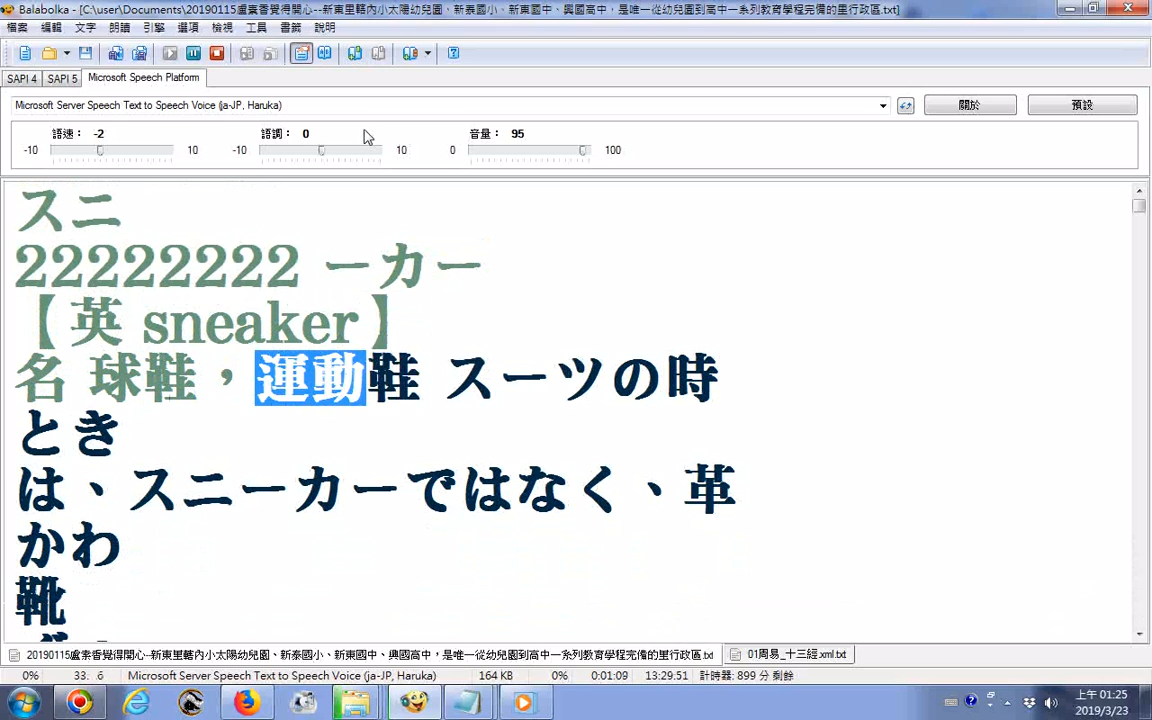 Balabolka - [C:\user\Documents\20190115盧素香覺得開心--新東里轄內小太陽幼兒園、新泰國小、新東國中、興國高中，是唯一從幼兒園到高中一系列教育學程完備的里行政區.txt]
檔案 編輯 文字 朗讀 引擎 選項 檢視 工具 書籤 說明
SAPI 4 SAPI 5 Microsoft Speech Platform
Microsoft Server Speech Text to Speech Voice (ja-JP, Haruka) 關於 預設
語速： -2 語調： 0 音量： 95
-10 10 -10 10 0 100
スニ
22222222 ーカー
【英 sneaker】
名 球鞋，運動鞋 スーツの時
とき
は、スニーカーではなく、革
かわ
靴
20190115盧素香覺得開心--新東里轄內小太陽幼兒園、新泰國小、新東國中、興國高中，是唯一從幼兒園到高中一系列教育學程完備的里行政區.txt 01周易_十三經.xml.txt
0% 33: 6 Microsoft Server Speech Text to Speech Voice (ja-JP, Haruka) 164 KB 0% 0:01:09 13:29:51 計時器: 899 分 剩餘
上午 01:25
2019/3/23